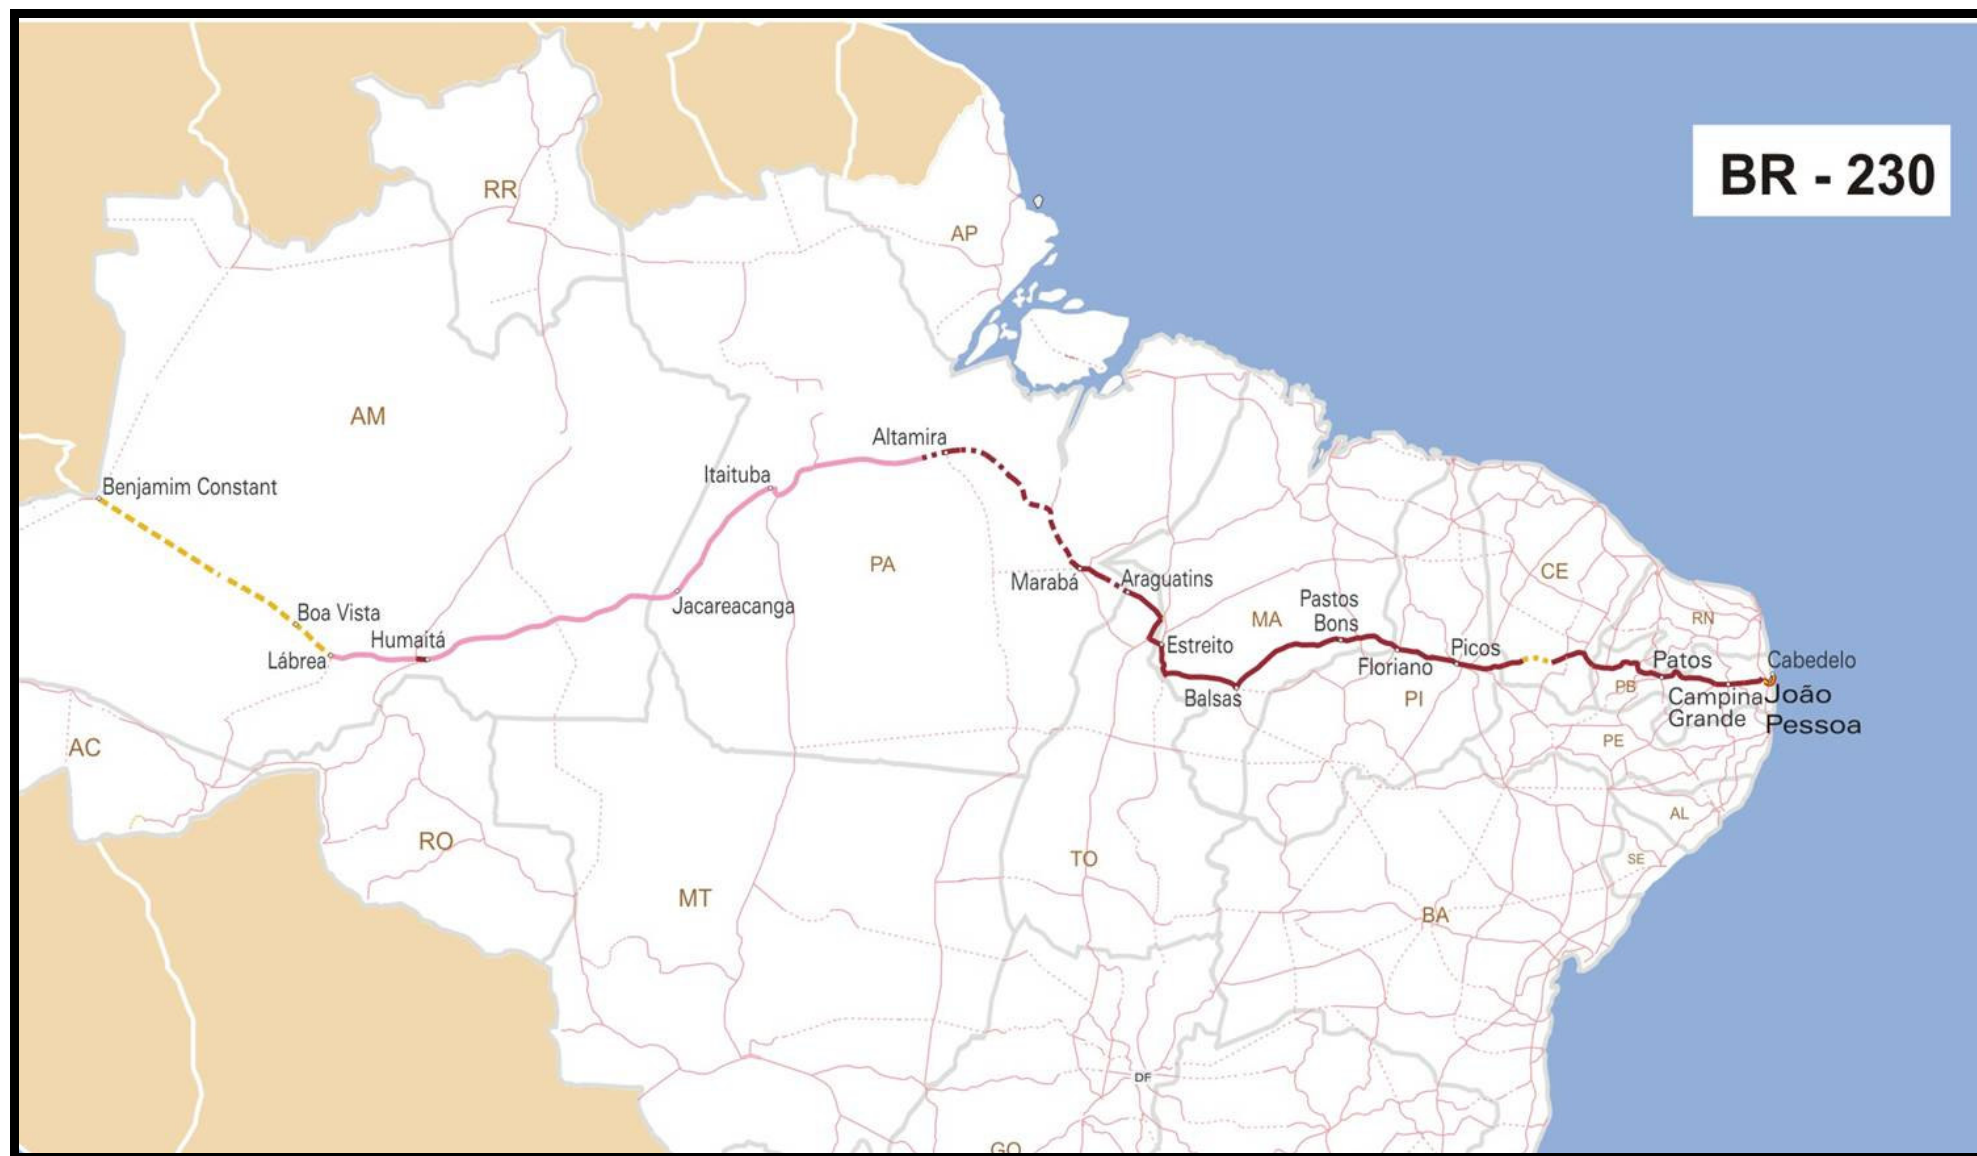 BR - 230
RR
AP
AM
Altamira
Itaituba
Benjamim Constant
PA
CE
Marabá
Araguatins
Jacareacanga
Pastos
Bons
MA
RN
Boa Vista
Humaitá
Lábrea
Estreito
Picos
Floriano
Patos
Cabedelo
Balsas
PI
PB
Campina
Grande
João
Pessoa
AC
PE
RO
AL
TO
SE
MT
BA
DF
GO